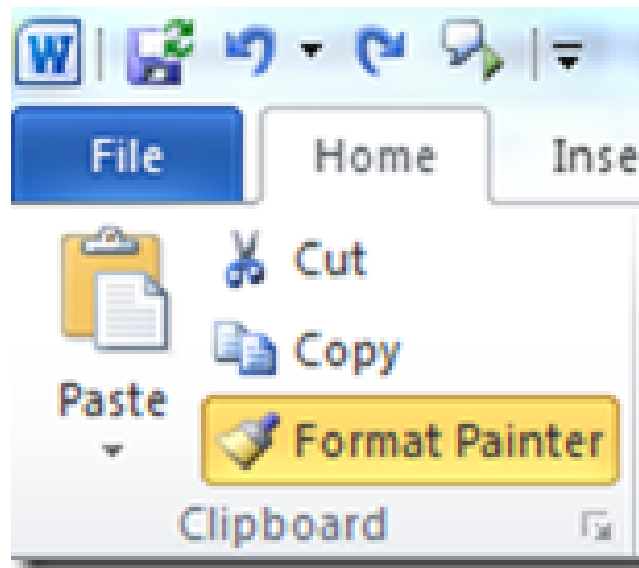 W
File Home Inse
Cut
Copy
Paste
Format Painter
Clipboard